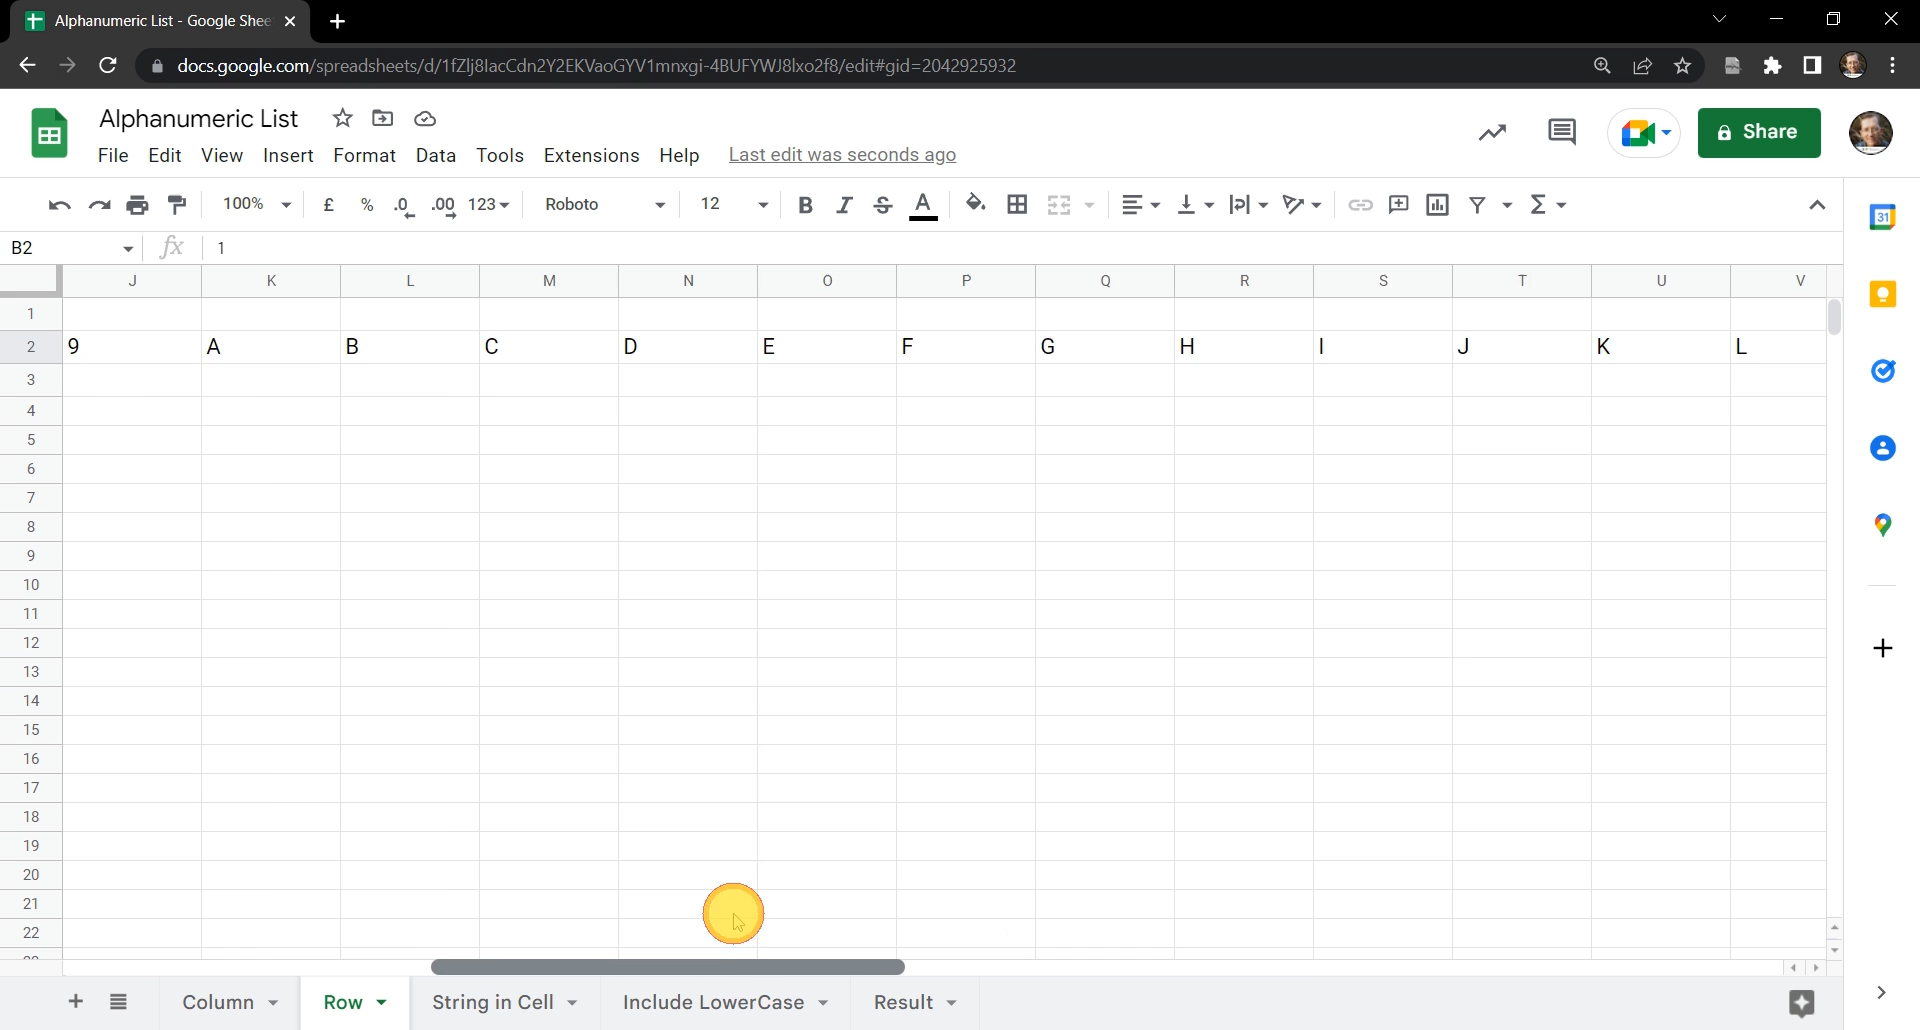 Alphanumeric List - Google Shee
docs.google.com/spreadsheets/d/1fZlj8IacCdn2Y2EKVaoGYV1mnxgi-4BUFYWJ8lxo2f8/edit#gid=2042925932
Alphanumeric List
Share
File Edit View Insert Format Data Tools Extensions Help Last edit was seconds ago
100% £ % .0 .00 123 Roboto 12 B I S A
31
B2 fx 1
J K L M N O P Q R S T U V
1
2 9 A B C D E F G H I J K L
3
4
5
6
7
8
9
10
11
12
13
14
15
16
17
18
19
20
21
22
Column Row String in Cell Include LowerCase Result